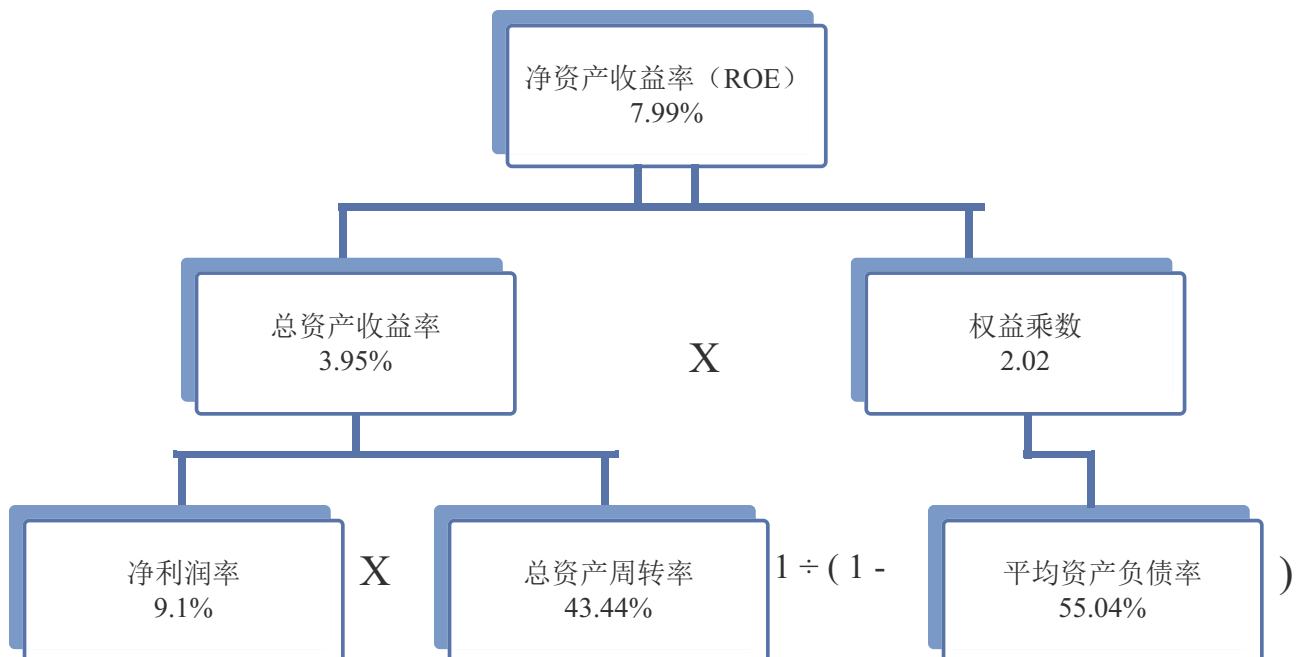 净资产收益率（ROE）
7.99%
总资产收益率
3.95%
X
权益乘数
2.02
净利润率
9.1%
X
总资产周转率
43.44%
1 ÷ ( 1 -
平均资产负债率
55.04%
)